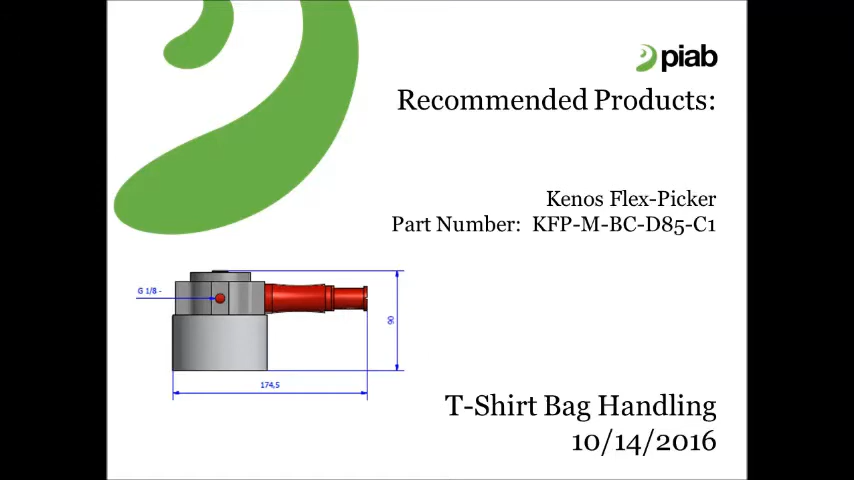 piab
Recommended Products:
Kenos Flex-Picker
Part Number: KFP-M-BC-D85-C1
G 1/8 -
90
174,5
T-Shirt Bag Handling
10/14/2016